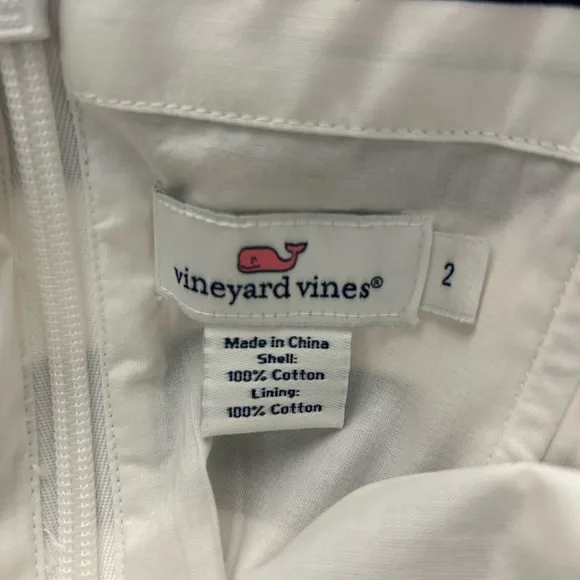 vineyard vines®
2
Made in China
Shell:
100% Cotton
Lining:
100% Cotton